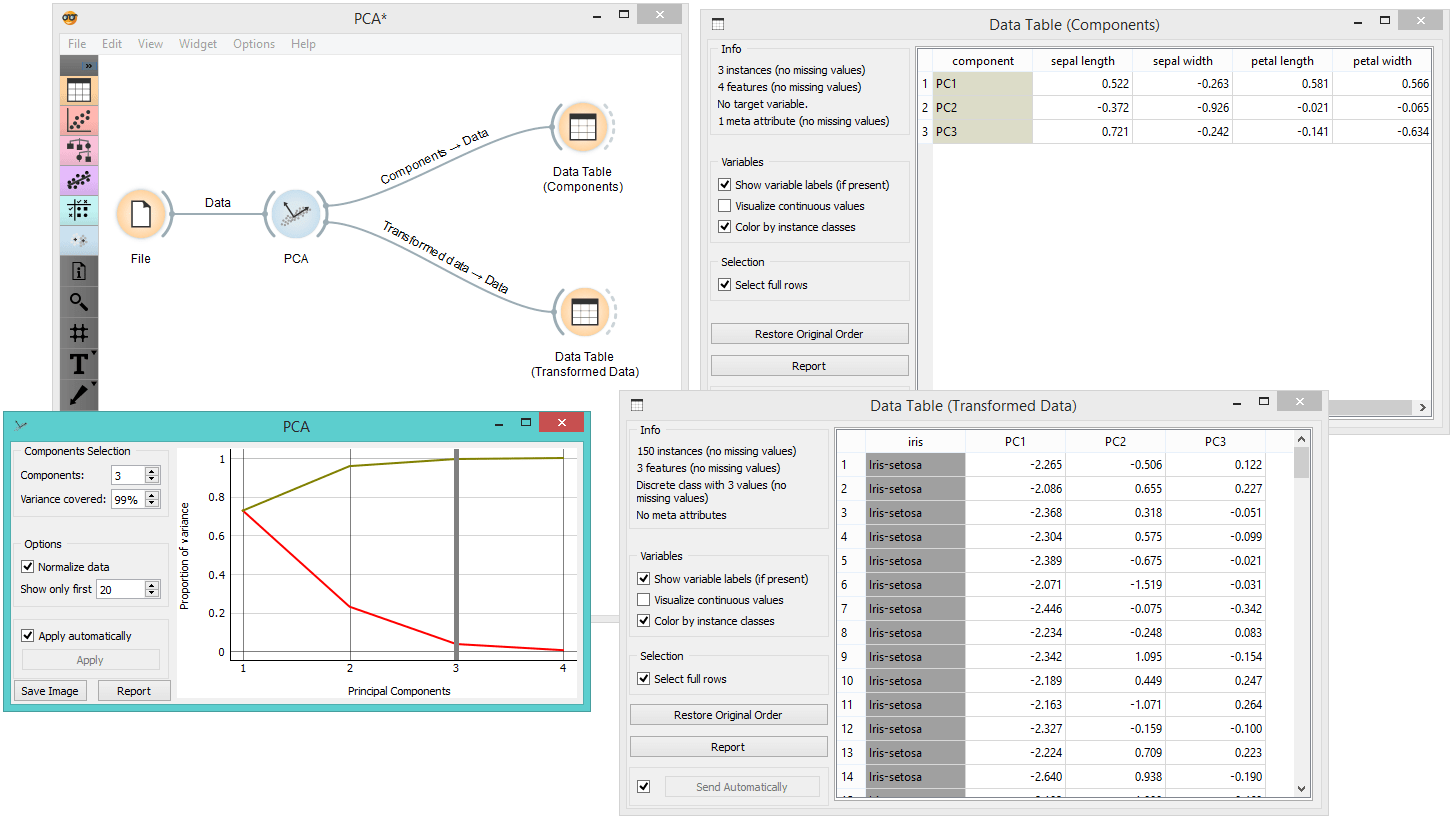 PCA*
File Edit View Widget Options Help
»
Data
Components → Data
Transformed data → Data
File
PCA
Data Table
(Components)
Data Table
(Transformed Data)
T
Data Table (Components)
Info
3 instances (no missing values)
4 features (no missing values)
No target variable.
1 meta attribute (no missing values)
Variables
Show variable labels (if present)
Visualize continuous values
Color by instance classes
Selection
Select full rows
Restore Original Order
Report
component sepal length sepal width petal length petal width
1 PC1 0.522 -0.263 0.581 0.566
2 PC2 -0.372 -0.926 -0.021 -0.065
3 PC3 0.721 -0.242 -0.141 -0.634
PCA
Components Selection
Components: 3
Variance covered: 99%
Options
Normalize data
Show only first 20
Apply automatically
Apply
Save Image Report
Proportion of variance
1
0.8
0.6
0.4
0.2
0
1 2 3 4
Principal Components
Data Table (Transformed Data)
Info
150 instances (no missing values)
3 features (no missing values)
Discrete class with 3 values (no
missing values)
No meta attributes
Variables
Show variable labels (if present)
Visualize continuous values
Color by instance classes
Selection
Select full rows
Restore Original Order
Report
Send Automatically
iris PC1 PC2 PC3
1 Iris-setosa -2.265 -0.506 0.122
2 Iris-setosa -2.086 0.655 0.227
3 Iris-setosa -2.368 0.318 -0.051
4 Iris-setosa -2.304 0.575 -0.099
5 Iris-setosa -2.389 -0.675 -0.021
6 Iris-setosa -2.071 -1.519 -0.031
7 Iris-setosa -2.446 -0.075 -0.342
8 Iris-setosa -2.234 -0.248 0.083
9 Iris-setosa -2.342 1.095 -0.154
10 Iris-setosa -2.189 0.449 0.247
11 Iris-setosa -2.163 -1.071 0.264
12 Iris-setosa -2.327 -0.159 -0.100
13 Iris-setosa -2.224 0.709 0.223
14 Iris-setosa -2.640 0.938 -0.190